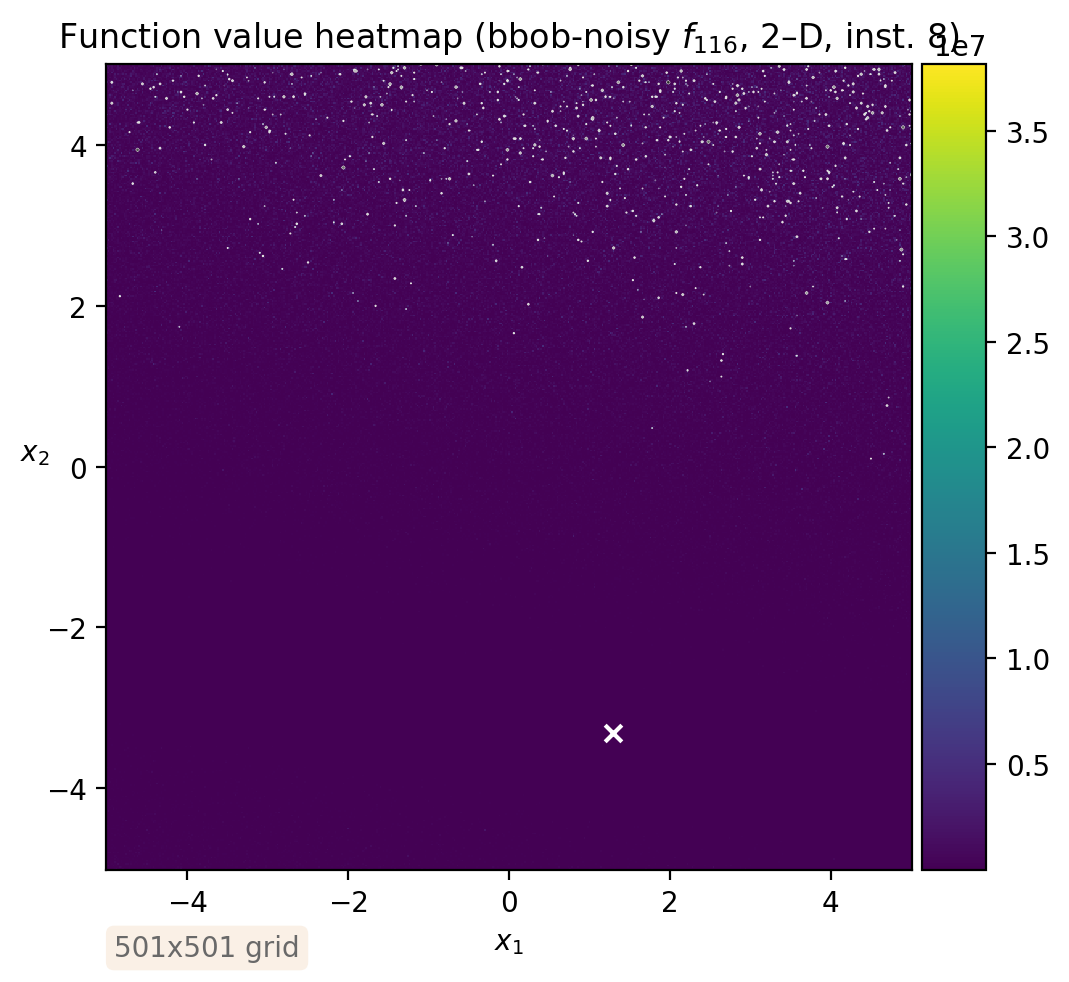 Function value heatmap (bbob-noisy f₁₁₆, 2–D, inst. 8)
1e7
3.5
3.0
2.5
2.0
1.5
1.0
0.5
4
2
0
−2
−4
x₂
−4 −2 0 2 4
x₁
501x501 grid